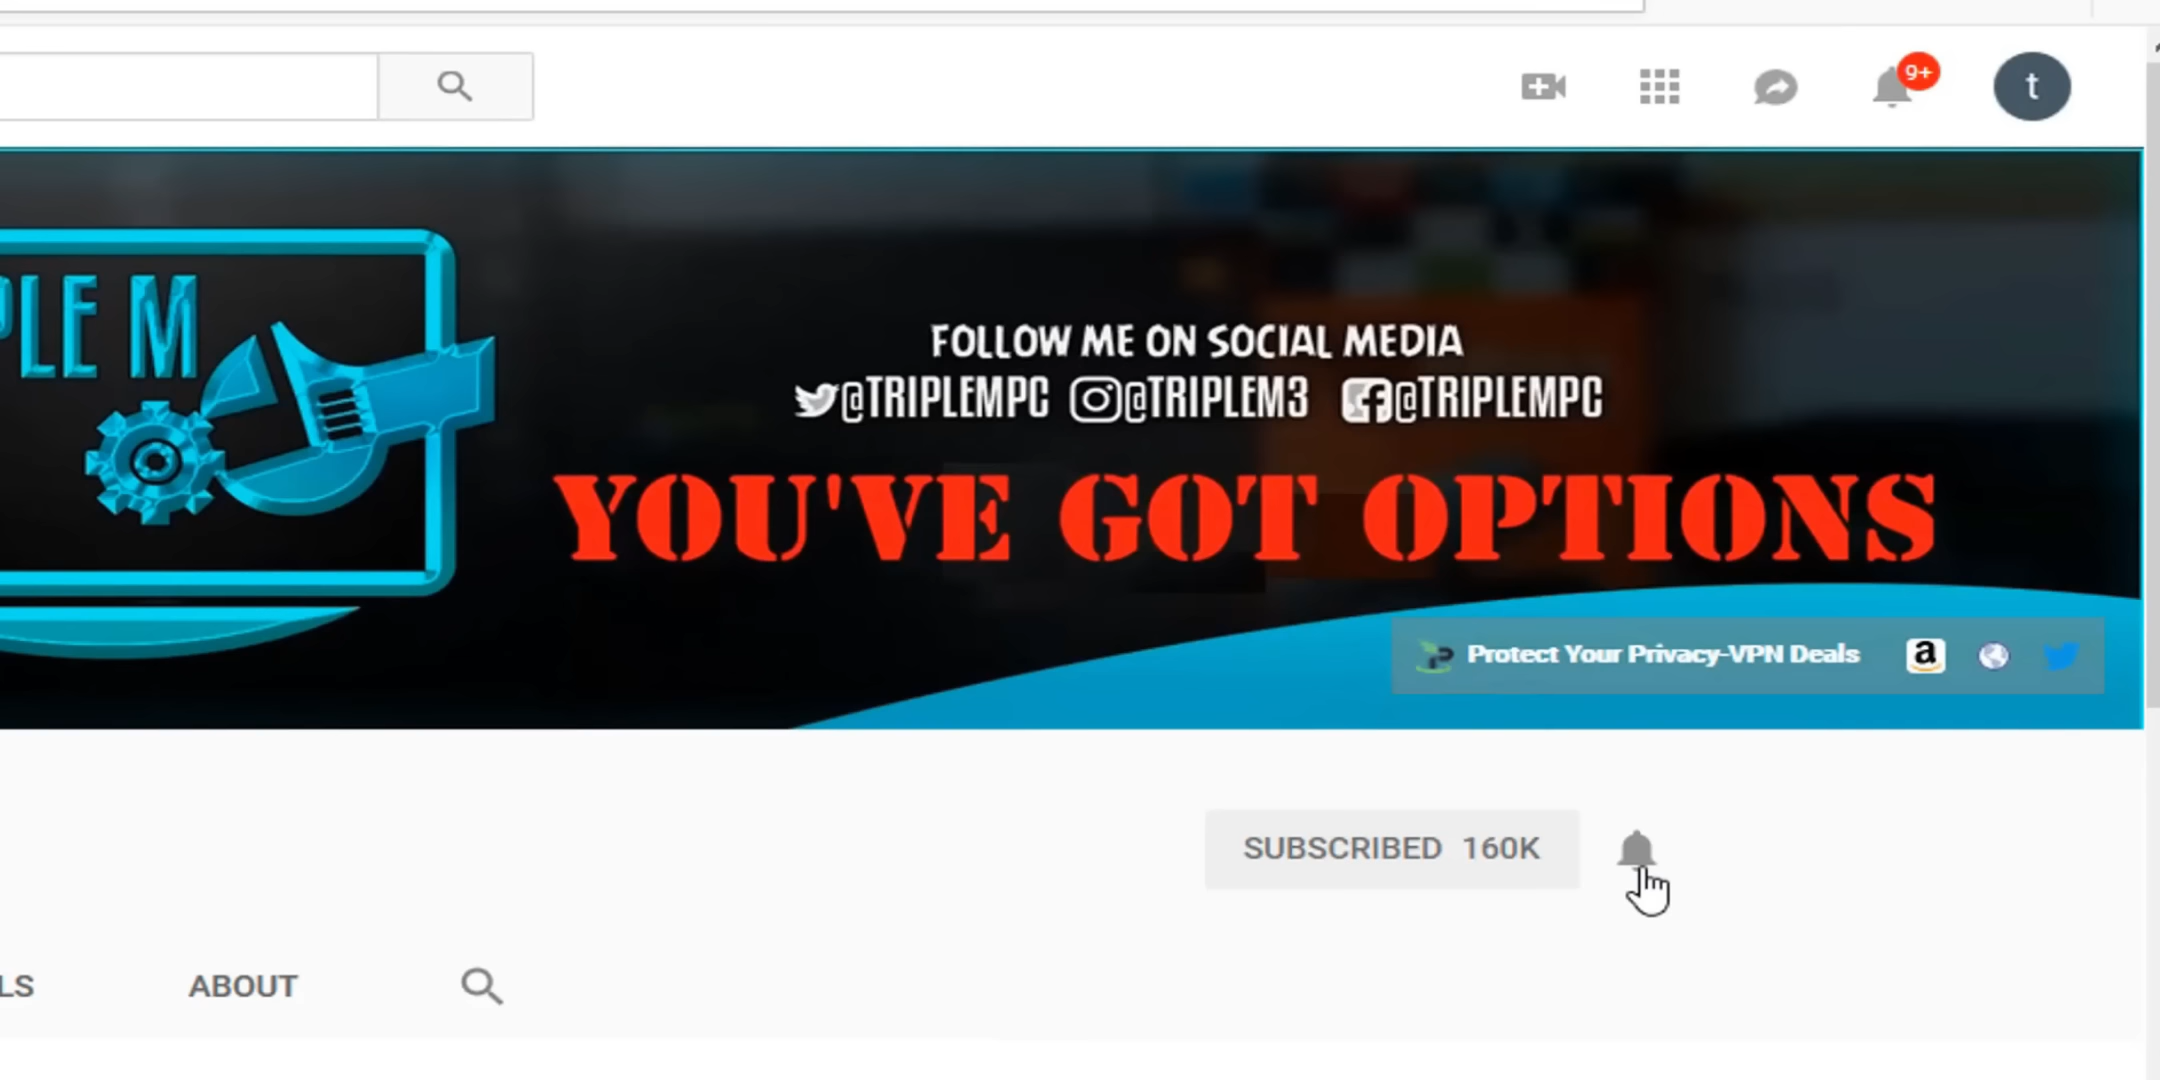 9+
t
PLE M
FOLLOW ME ON SOCIAL MEDIA
@TRIPLEMPC @TRIPLEM3 @TRIPLEMPC
YOU'VE GOT OPTIONS
Protect Your Privacy-VPN Deals
SUBSCRIBED 160K
LS ABOUT